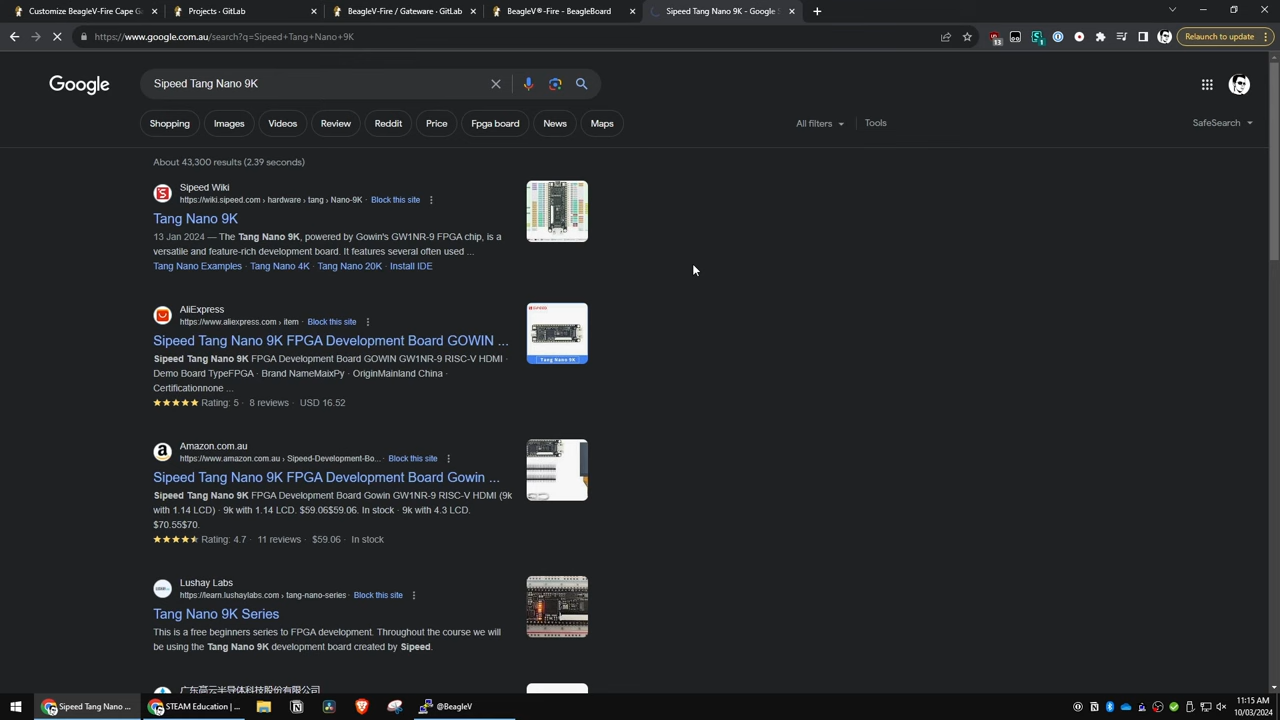 Customize BeagleV-Fire Cape G
Projects · GitLab
BeagleV-Fire / Gateware · GitLab
BeagleV®-Fire - BeagleBoard
Sipeed Tang Nano 9K - Google S
https://www.google.com.au/search?q=Sipeed+Tang+Nano+9K
13
1
Relaunch to update
Google
Sipeed Tang Nano 9K
Shopping
Images
Videos
Review
Reddit
Price
Fpga board
News
Maps
All filters
Tools
SafeSearch
About 43,300 results (2.39 seconds)
Sipeed Wiki
https://wiki.sipeed.com › hardware › tang › Nano-9K · Block this site
Tang Nano 9K
13 Jan 2024 — The Tang Nano 9K, powered by Gowin's GW1NR-9 FPGA chip, is a
versatile and feature-rich development board. It features several often used ...
Tang Nano Examples · Tang Nano 4K · Tang Nano 20K · Install IDE
AliExpress
https://www.aliexpress.com › item · Block this site
Sipeed Tang Nano 9K FPGA Development Board GOWIN ...
Sipeed Tang Nano 9K FPGA Development Board GOWIN GW1NR-9 RISC-V HDMI ·
Demo Board TypeFPGA · Brand NameMaixPy · OriginMainland China ·
Certificationnone ...
Rating: 5 · 8 reviews · USD 16.52
SIPEED
Tang Nano 9K
Amazon.com.au
https://www.amazon.com.au › Sipeed-Development-Bo... Block this site
Sipeed Tang Nano 9K FPGA Development Board Gowin ...
Sipeed Tang Nano 9K FPGA Development Board Gowin GW1NR-9 RISC-V HDMI (9k
with 1.14 LCD) · 9k with 1.14 LCD. $59.06$59.06. In stock · 9k with 4.3 LCD.
$70.55$70.
Rating: 4.7 · 11 reviews · $59.06 · In stock
Lushay Labs
https://learn.lushaylabs.com › tang-nano-series · Block this site
Tang Nano 9K Series
This is a free beginners series in FPGA development. Throughout the course we will
be using the Tang Nano 9K development board created by Sipeed.
广东高云半导体科技股份有限公司
Sipeed Tang Nano ...
STEAM Education | ...
@BeagleV
11:15 AM
10/03/2024